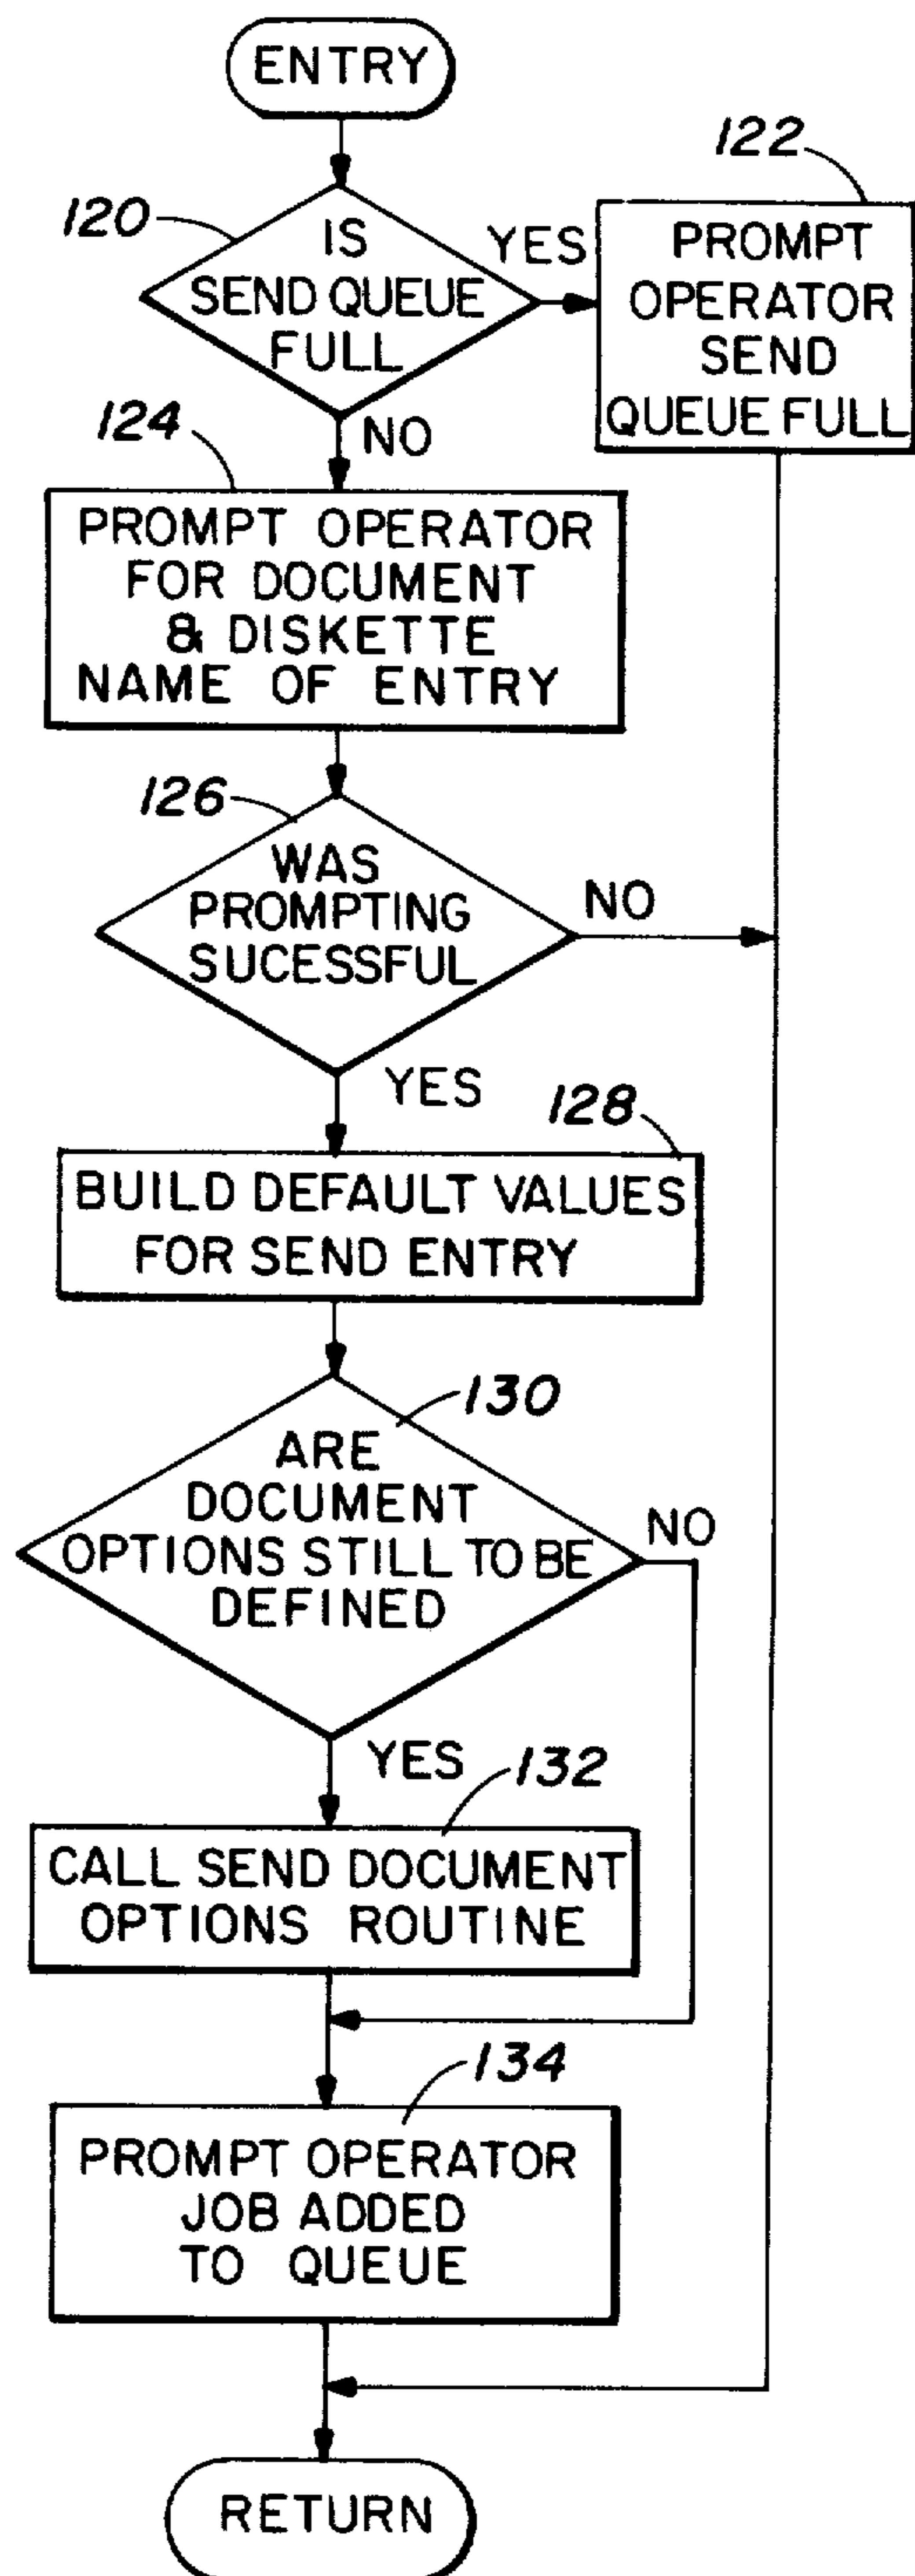 ENTRY
122
120
IS
SEND QUEUE
FULL
YES
PROMPT
OPERATOR
SEND
QUEUE FULL
NO
124
PROMPT OPERATOR
FOR DOCUMENT
& DISKETTE
NAME OF ENTRY
126
WAS
PROMPTING
SUCESSFUL
NO
YES
128
BUILD DEFAULT VALUES
FOR SEND ENTRY
130
ARE
DOCUMENT
OPTIONS STILL TO BE
DEFINED
NO
YES
132
CALL SEND DOCUMENT
OPTIONS ROUTINE
134
PROMPT OPERATOR
JOB ADDED
TO QUEUE
RETURN